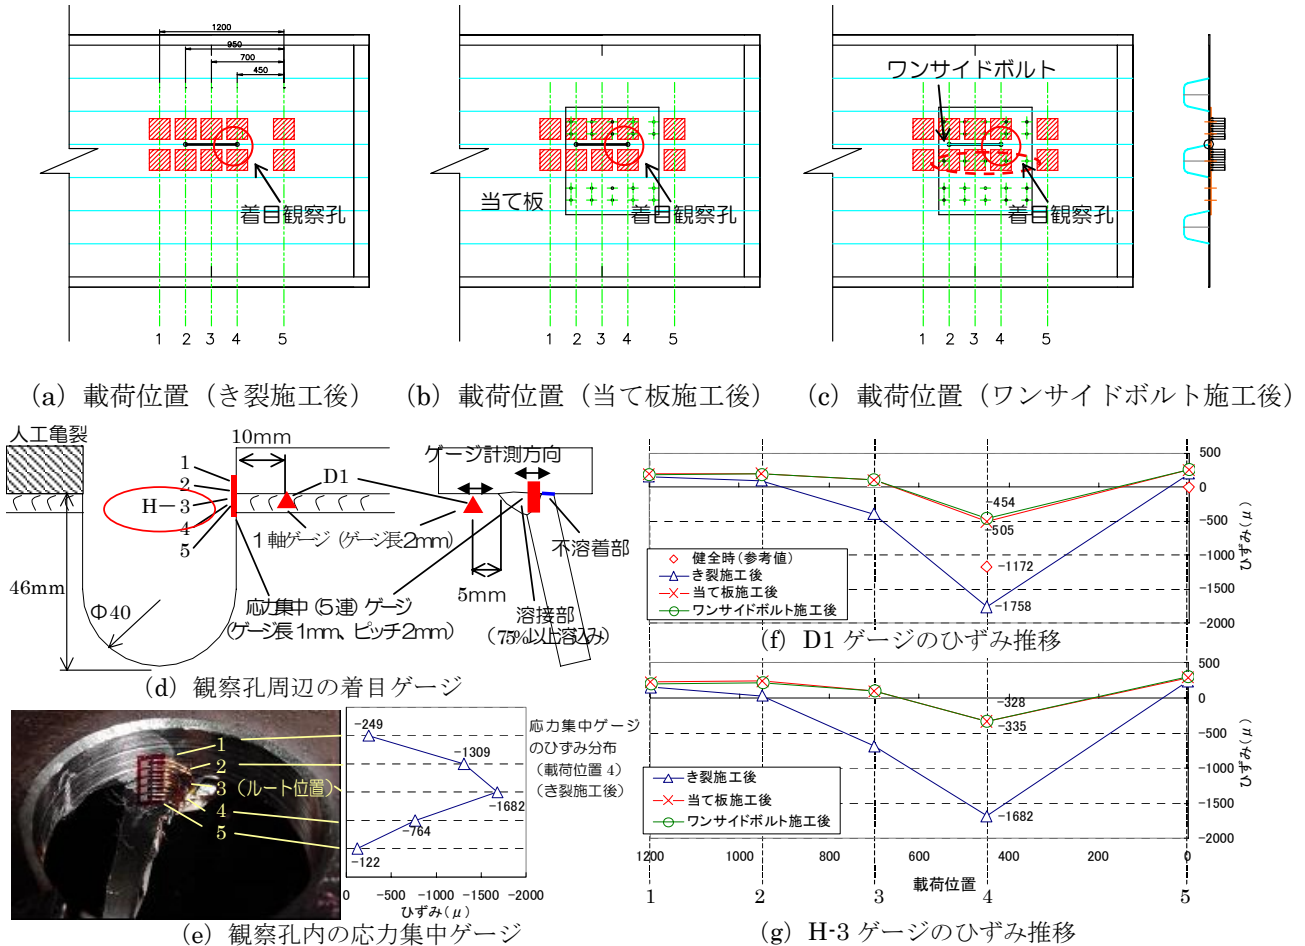 1200
950
700
450
着目観察孔
1 2 3 4 5
(a) 載荷位置（き裂施工後）
当て板
着目観察孔
1 2 3 4 5
(b) 載荷位置（当て板施工後）
ワンサイドボルト
着目観察孔
1 2 3 4 5
(c) 載荷位置（ワンサイドボルト施工後）
人工亀裂
10mm
1
2
H－3
4
5
D1
１軸ゲージ (ゲージ長2mm)
46mm
Φ40
応力集中 (５連) ゲージ
(ゲージ長１mm、ピッチ2mm)
ゲージ計測方向
不溶着部
5mm
溶接部
(75%以上溶込み)
(d) 観察孔周辺の着目ゲージ
1
2
3 (ルート位置)
4
5
-249
-1309
-1682
-764
-122
0 -500 -1000 -1500 -2000
ひずみ(μ)
応力集中ゲージ
のひずみ分布
(載荷位置 4)
(き裂施工後)
(e) 観察孔内の応力集中ゲージ
500
0
-500
-1000
-1500
-2000
ひずみ(μ)
-454
-505
-1172
-1758
健全時(参考値)
き裂施工後
当て板施工後
ワンサイドボルト施工後
(f) D1 ゲージのひずみ推移
500
0
-500
-1000
-1500
-2000
ひずみ(μ)
-328
-335
-1682
き裂施工後
当て板施工後
ワンサイドボルト施工後
1200 1000 800 600 400 200 0
載荷位置
1 2 3 4 5
(g) H-3 ゲージのひずみ推移